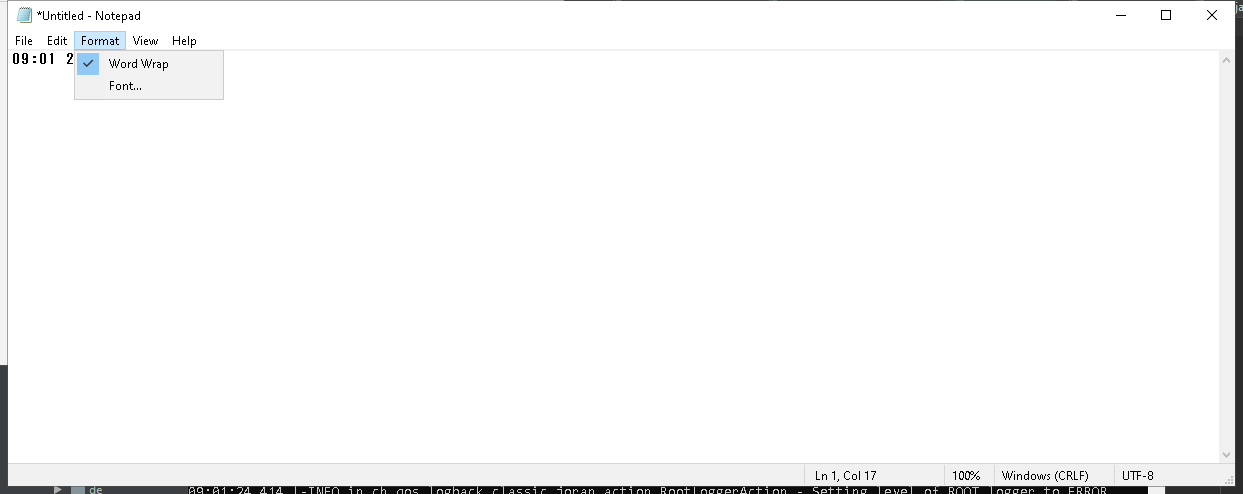 *Untitled - Notepad
File Edit Format View Help
09:01 2
Word Wrap
Font...
Ln 1, Col 17 100% Windows (CRLF) UTF-8
de 09:01:24,414 |-INFO in ch.qos.logback.classic.joran.action.RootLoggerAction - Setting level of ROOT logger to ERROR